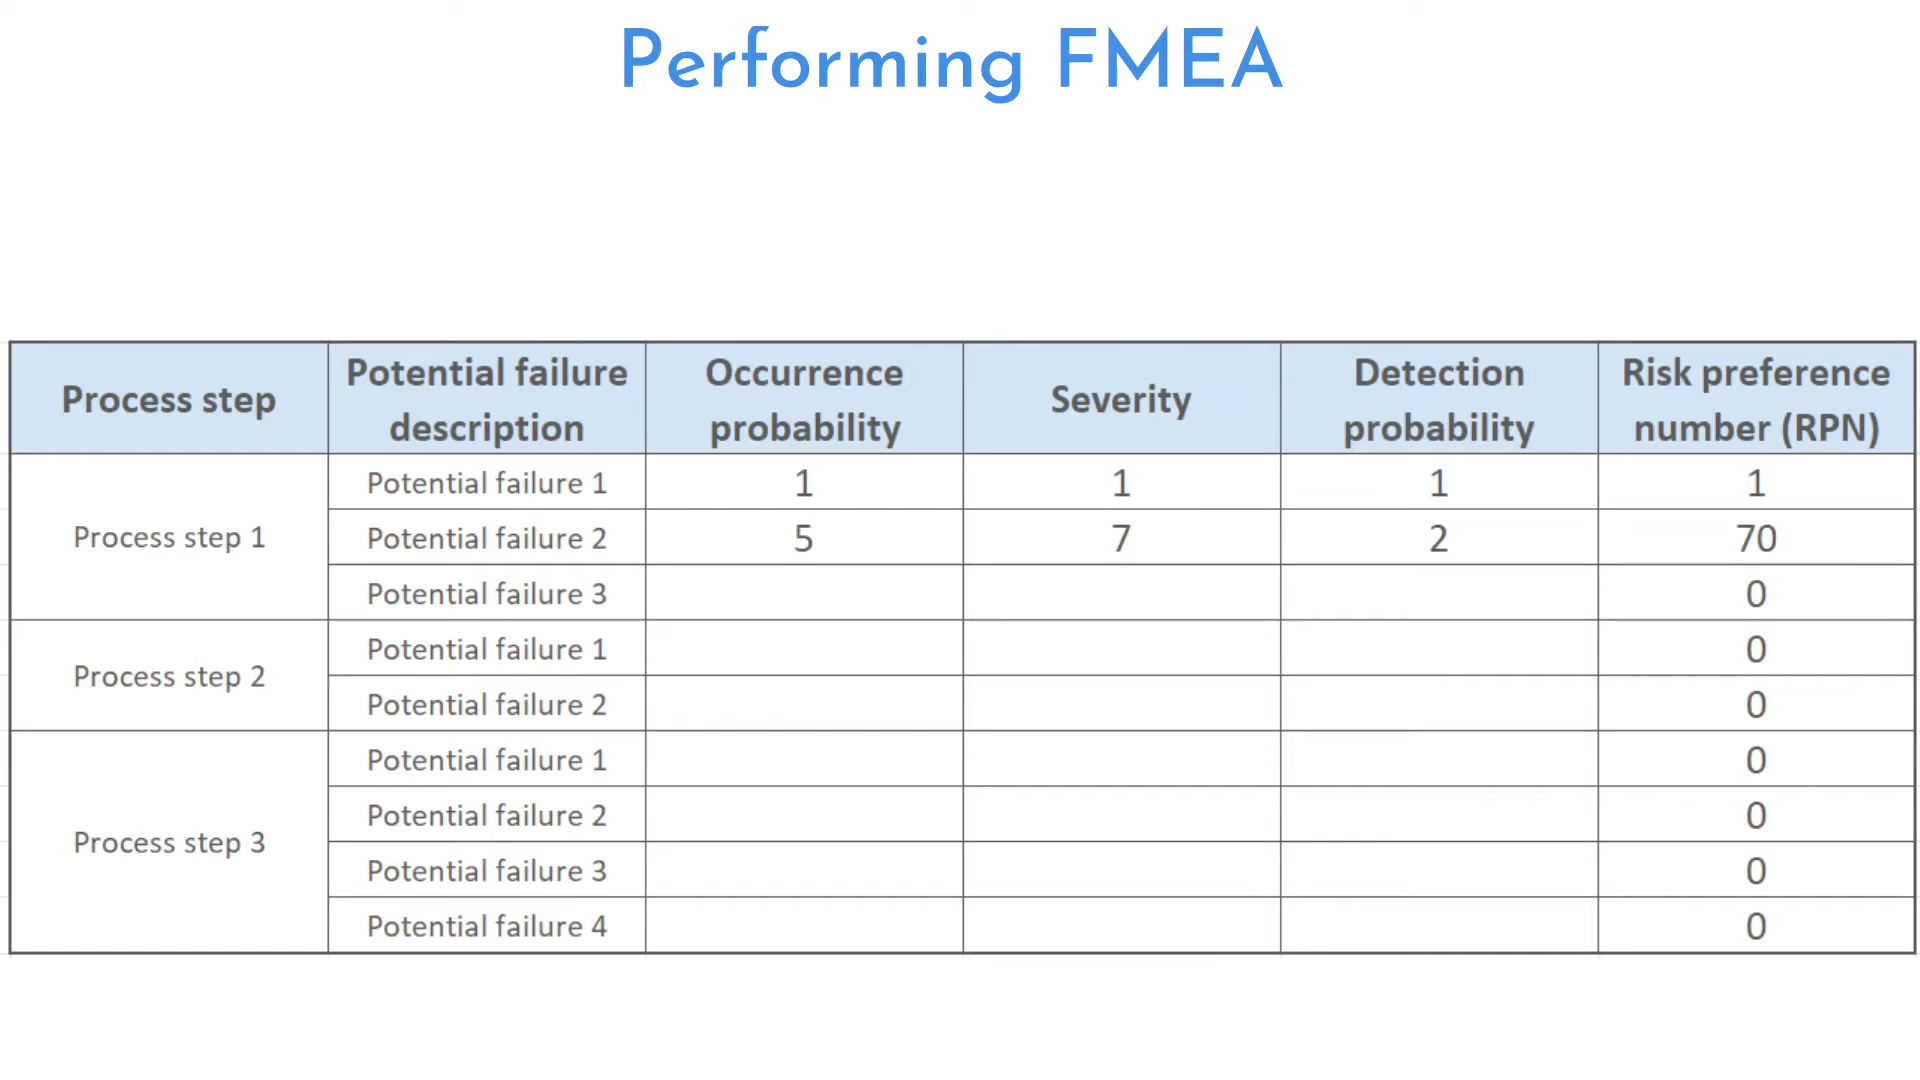 Performing FMEA
Process step
Potential failure
description
Occurrence
probability
Severity
Detection
probability
Risk preference
number (RPN)
Process step 1
Potential failure 1
1
1
1
1
Potential failure 2
5
7
2
70
Potential failure 3
0
Process step 2
Potential failure 1
0
Potential failure 2
0
Process step 3
Potential failure 1
0
Potential failure 2
0
Potential failure 3
0
Potential failure 4
0